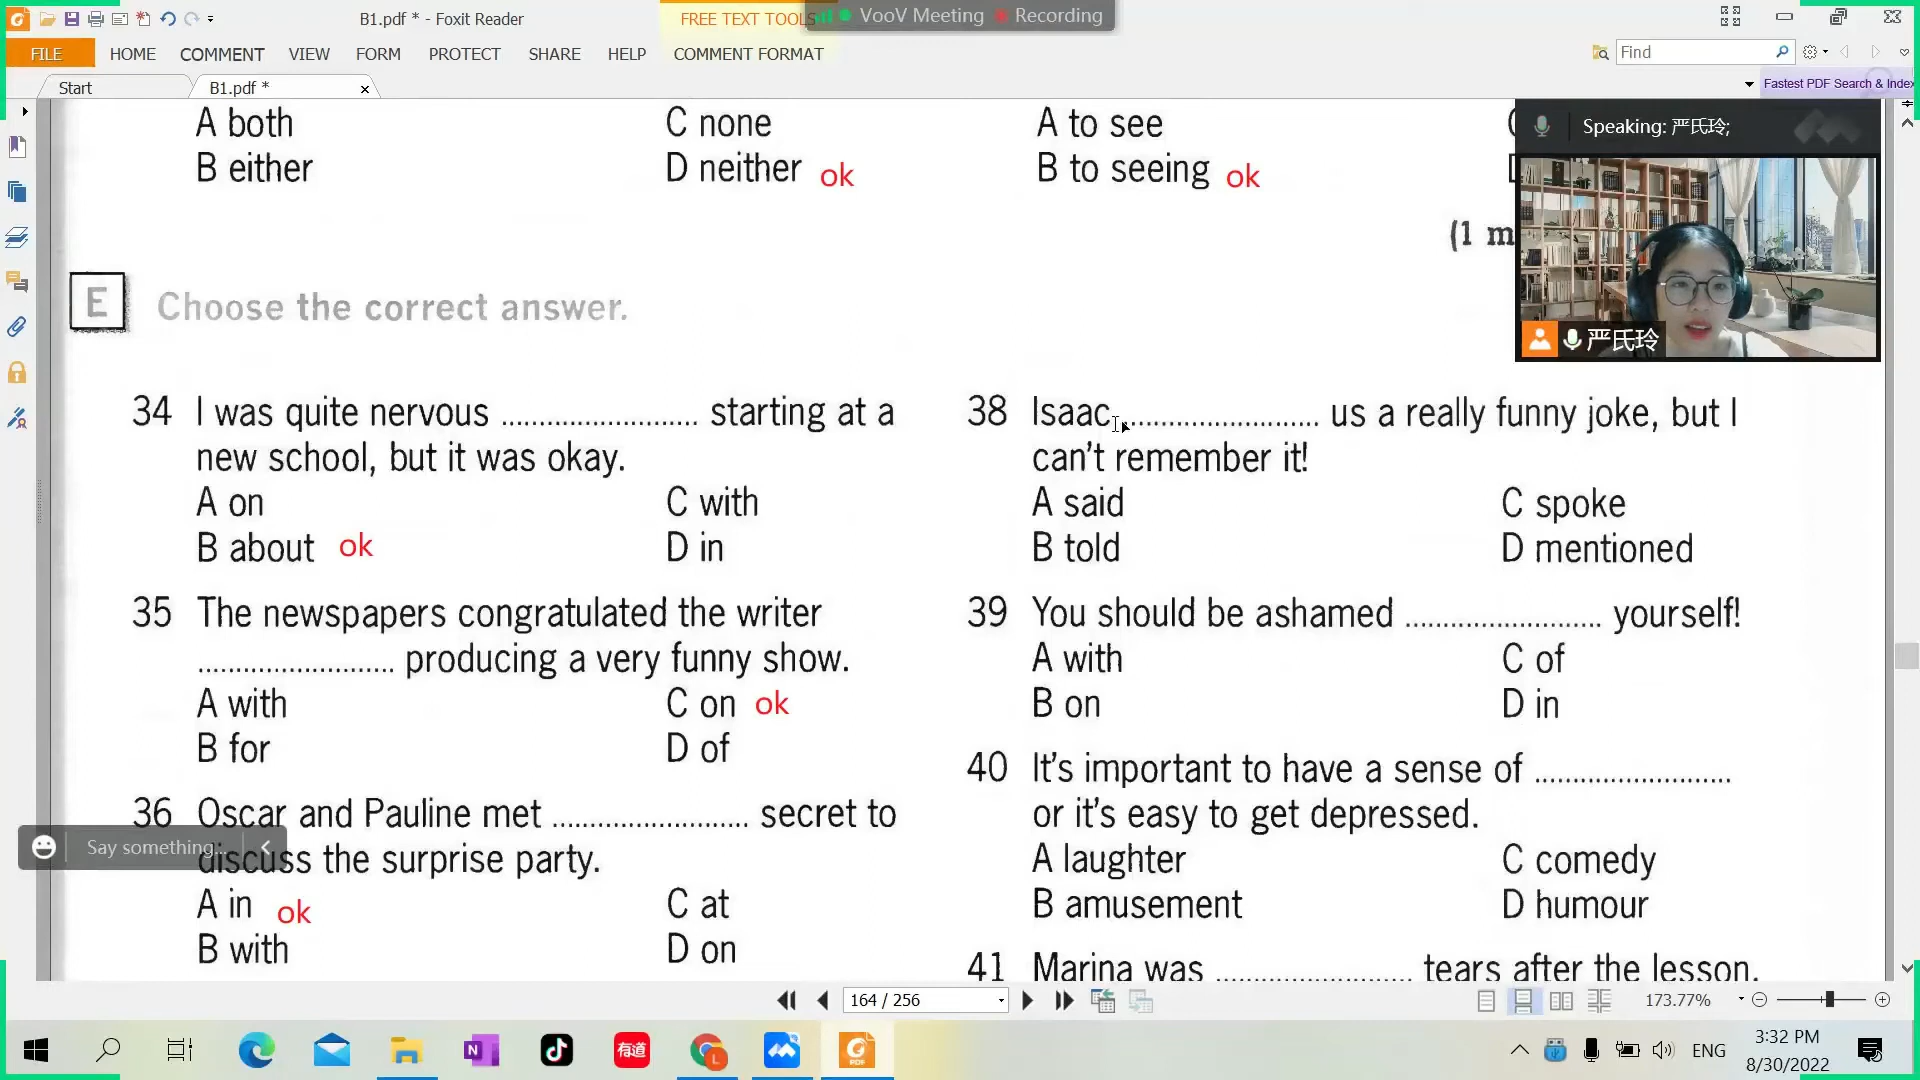 B1.pdf * - Foxit Reader
FREE TEXT TOOLS
VooV Meeting Recording
FILE HOME COMMENT VIEW FORM PROTECT SHARE HELP COMMENT FORMAT
Find
Start B1.pdf *
Fastest PDF Search & Index
A both C none
B either D neither ok
A to see
B to seeing ok
(1 m
Speaking: 严氏玲;
严氏玲
E Choose the correct answer.
34 I was quite nervous .......................... starting at a
new school, but it was okay.
A on C with
B about ok D in
35 The newspapers congratulated the writer
.......................... producing a very funny show.
A with C on ok
B for D of
36 Oscar and Pauline met .......................... secret to
discuss the surprise party.
A in ok C at
B with D on
38 Isaac .......................... us a really funny joke, but I
can't remember it!
A said C spoke
B told D mentioned
39 You should be ashamed .......................... yourself!
A with C of
B on D in
40 It's important to have a sense of ..........................
or it's easy to get depressed.
A laughter C comedy
B amusement D humour
41 Marina was .......................... tears after the lesson.
Say something...
164 / 256
173.77%
有道
PDF
ENG
3:32 PM
8/30/2022